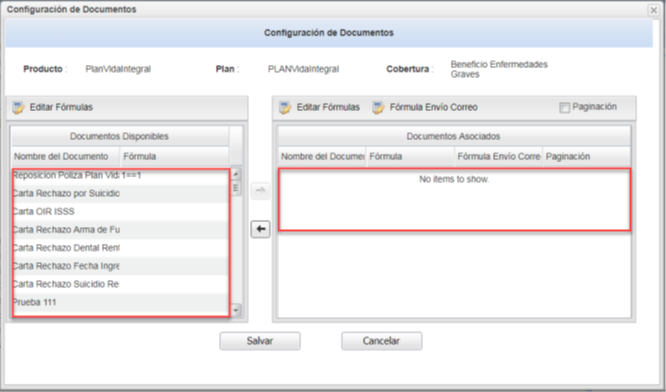 Configuración de Documentos
Configuración de Documentos
Producto : PlanVidaIntegral Plan : PLANVidaIntegral Cobertura : Beneficio Enfermedades
Graves
Editar Fórmulas
Editar Fórmulas Fórmula Envío Correo Paginación
Documentos Disponibles
Nombre del Documento Fórmula
Reposicion Poliza Plan Vid 1==1
Carta Rechazo por Suicidio
Carta OIR ISSS
Carta Rechazo Arma de Fu
Carta Rechazo Dental Rent
Carta Rechazo Fecha Ingre
Carta Rechazo Suicidio Re
Prueba 111
Documentos Asociados
Nombre del Documen Fórmula Fórmula Envío Corre Paginación
No items to show.
Salvar Cancelar